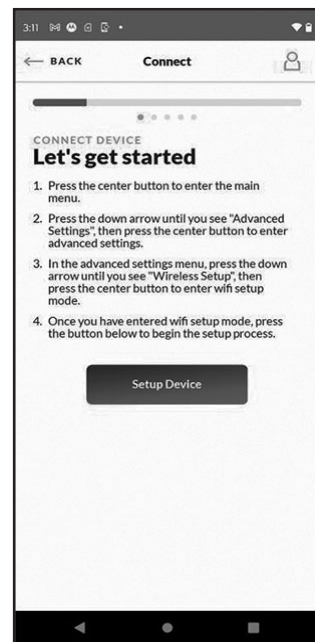 3:11
BACK
Connect
CONNECT DEVICE
Let's get started
1. Press the center button to enter the main
menu.
2. Press the down arrow until you see "Advanced
Settings", then press the center button to enter
advanced settings.
3. In the advanced settings menu, press the down
arrow until you see "Wireless Setup", then
press the center button to enter wifi setup
mode.
4. Once you have entered wifi setup mode, press
the button below to begin the setup process.
Setup Device